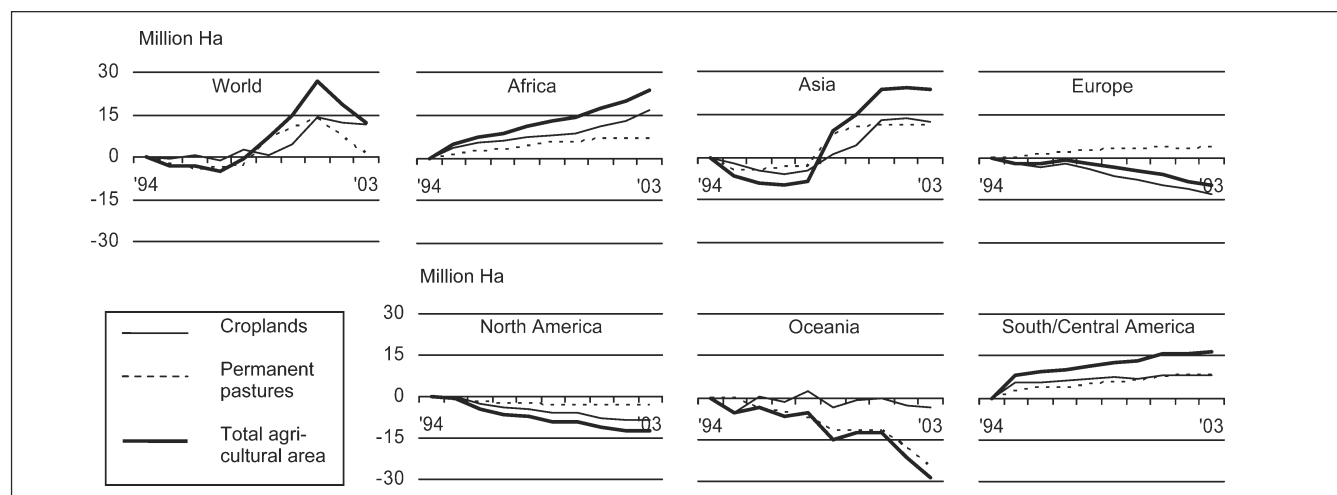 Million Ha
30
15
0
-15
-30
World
'94
'03
Africa
'94
'03
Asia
'94
'03
Europe
'94
'03
Million Ha
Croplands
Permanent
pastures
Total agri-
cultural area
30
15
0
-15
-30
North America
'94
'03
Oceania
'94
'03
South/Central America
'94
'03